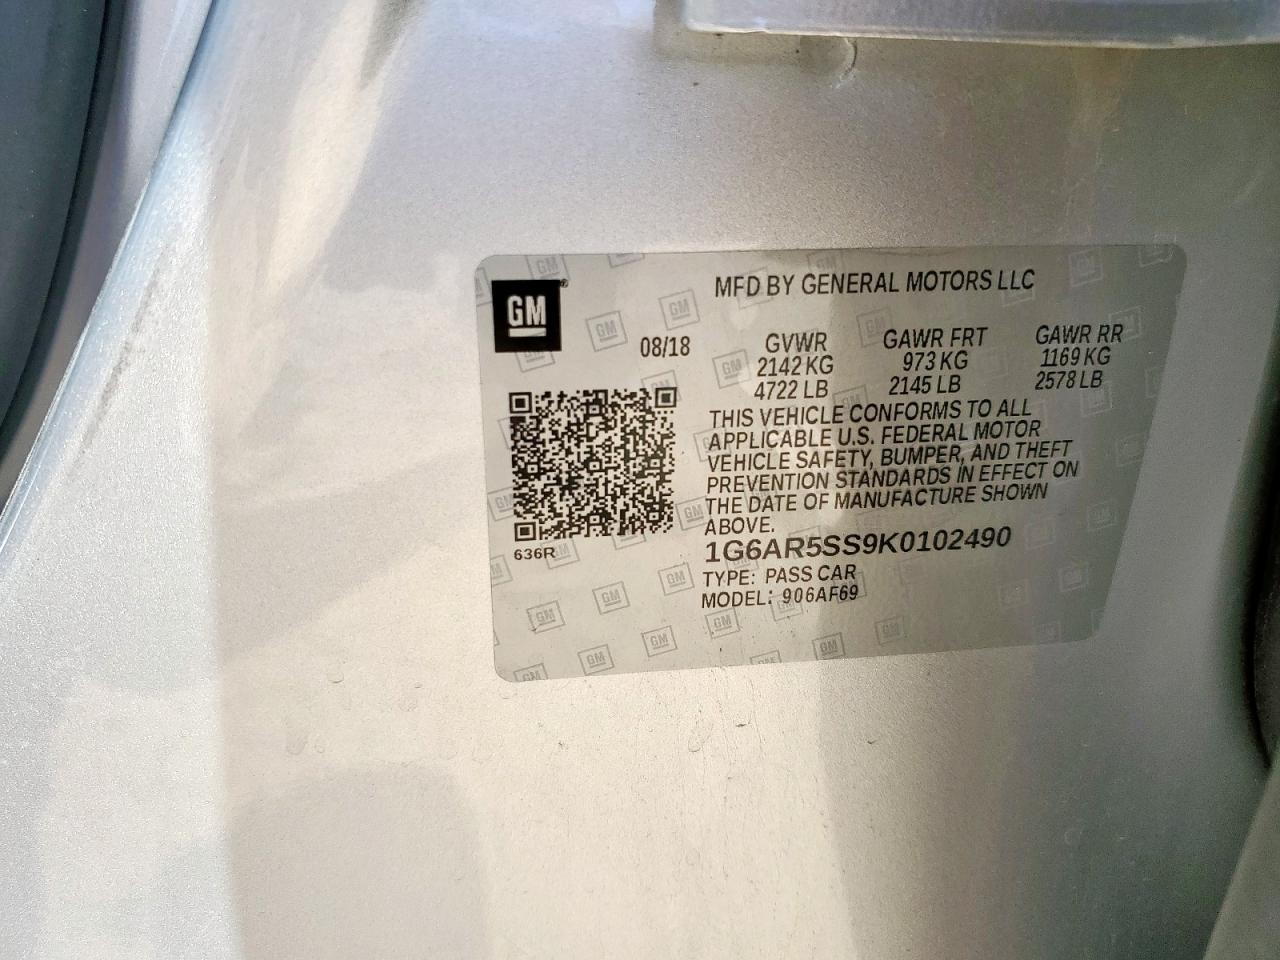 GM
MFD BY GENERAL MOTORS LLC
08/18
GVWR GAWR FRT GAWR RR
2142 KG 973 KG 1169 KG
4722 LB 2145 LB 2578 LB
THIS VEHICLE CONFORMS TO ALL
APPLICABLE U.S. FEDERAL MOTOR
VEHICLE SAFETY, BUMPER, AND THEFT
PREVENTION STANDARDS IN EFFECT ON
THE DATE OF MANUFACTURE SHOWN
ABOVE.
636R
1G6AR5SS9K0102490
TYPE: PASS CAR
MODEL: 906AF69